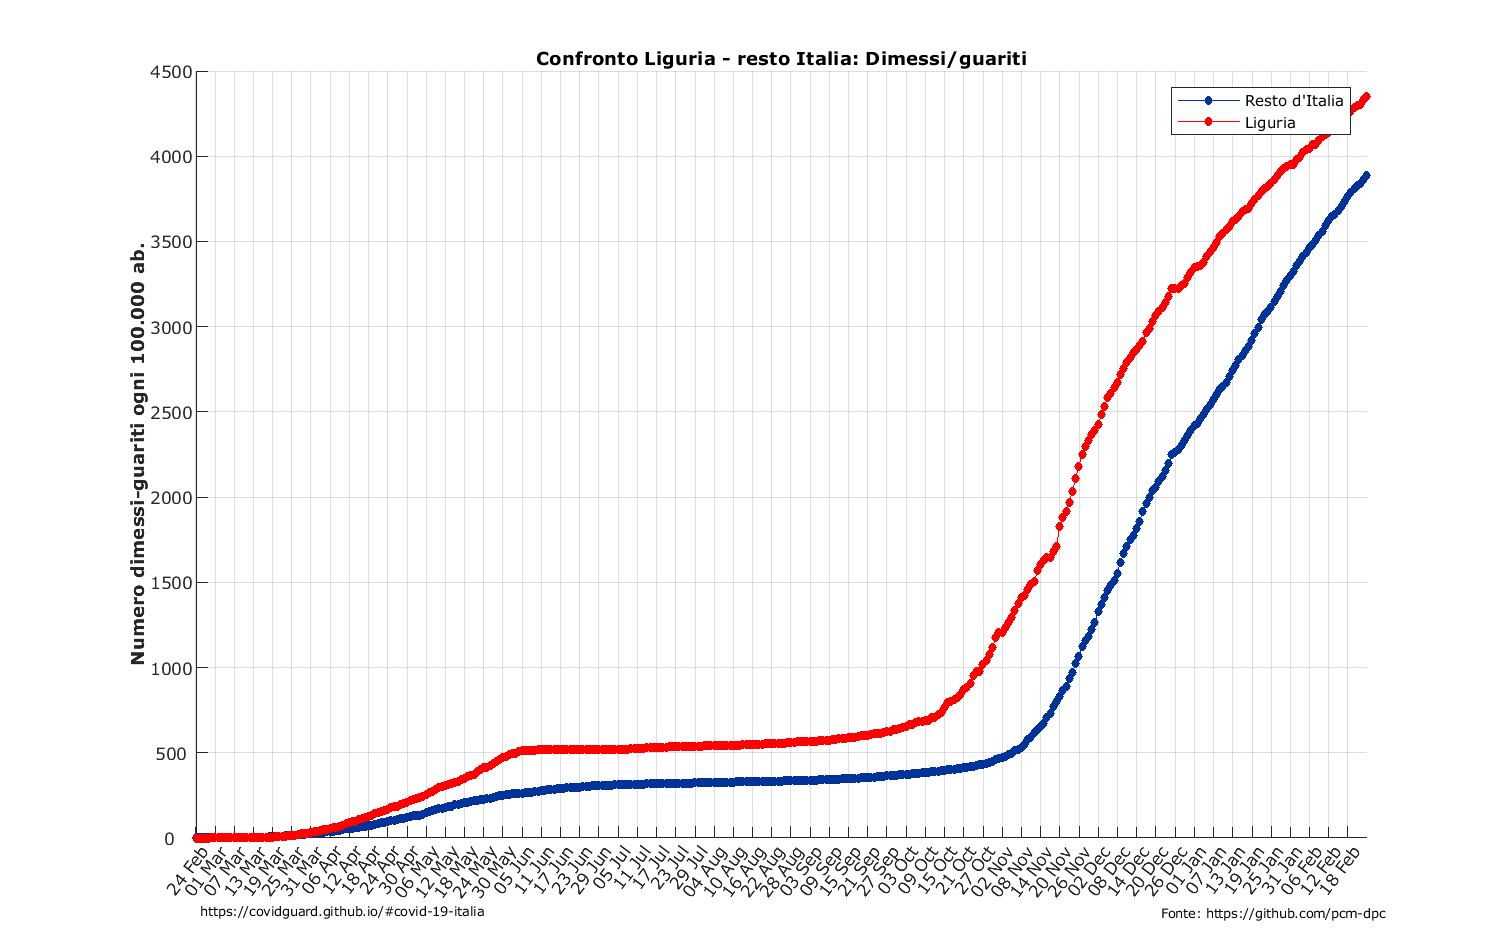 Confronto Liguria - resto Italia: Dimessi/guariti
Resto d'Italia
Liguria
Numero dimessi-guariti ogni 100.000 ab.
4500
4000
3500
3000
2500
2000
1500
1000
500
0
24 Feb
01 Mar
07 Mar
13 Mar
19 Mar
25 Mar
31 Mar
06 Apr
12 Apr
18 Apr
24 Apr
30 Apr
06 May
12 May
18 May
24 May
30 May
05 Jun
11 Jun
17 Jun
23 Jun
29 Jun
05 Jul
11 Jul
17 Jul
23 Jul
29 Jul
04 Aug
10 Aug
16 Aug
22 Aug
28 Aug
03 Sep
09 Sep
15 Sep
21 Sep
27 Sep
03 Oct
09 Oct
15 Oct
21 Oct
27 Oct
02 Nov
08 Nov
14 Nov
20 Nov
26 Nov
02 Dec
08 Dec
14 Dec
20 Dec
26 Dec
01 Jan
07 Jan
13 Jan
19 Jan
25 Jan
31 Jan
06 Feb
12 Feb
18 Feb
https://covidguard.github.io/#covid-19-italia
Fonte: https://github.com/pcm-dpc